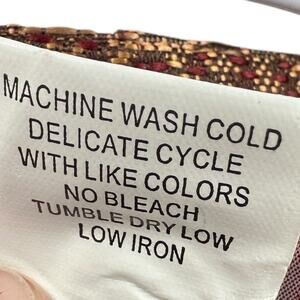 MACHINE WASH COLD
DELICATE CYCLE
WITH LIKE COLORS
NO BLEACH
TUMBLE DRY LOW
LOW IRON